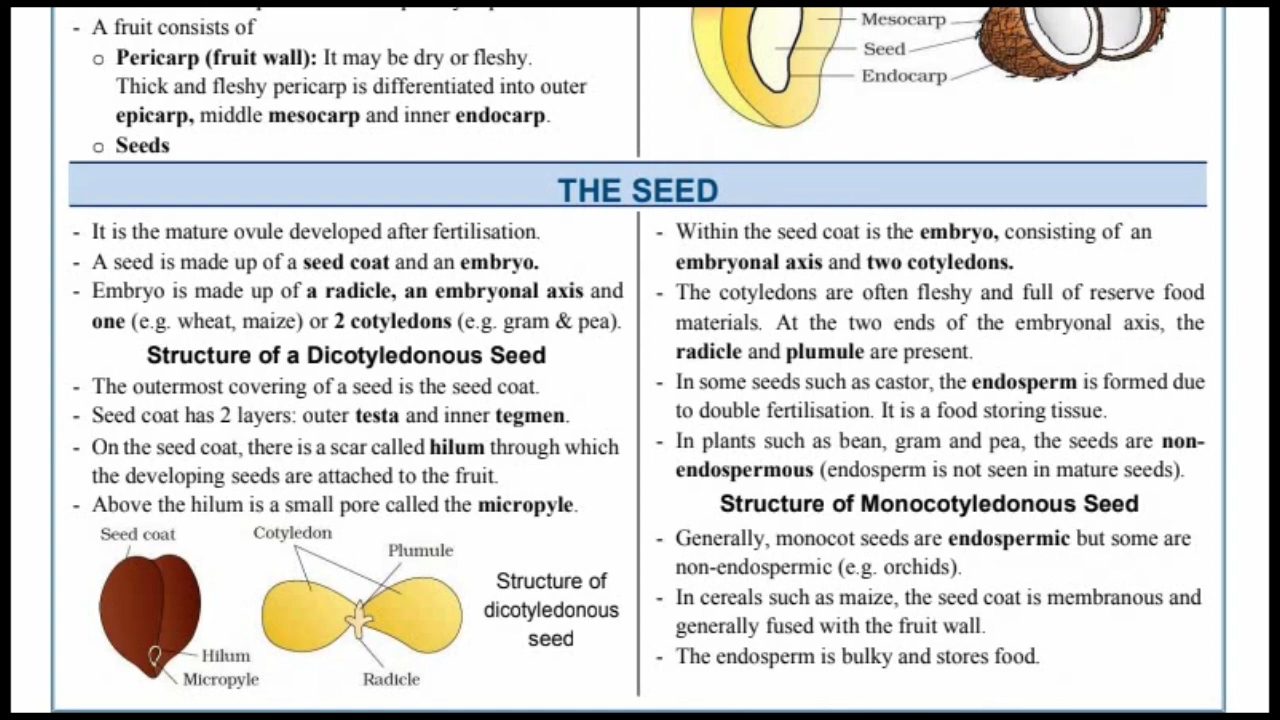 - A fruit consists of
o Pericarp (fruit wall): It may be dry or fleshy.
Thick and fleshy pericarp is differentiated into outer
epicarp, middle mesocarp and inner endocarp.
o Seeds
Mesocarp
Seed
Endocarp
THE SEED
- It is the mature ovule developed after fertilisation.
- A seed is made up of a seed coat and an embryo.
- Embryo is made up of a radicle, an embryonal axis and
one (e.g. wheat, maize) or 2 cotyledons (e.g. gram & pea).
Structure of a Dicotyledonous Seed
- The outermost covering of a seed is the seed coat.
- Seed coat has 2 layers: outer testa and inner tegmen.
- On the seed coat, there is a scar called hilum through which
the developing seeds are attached to the fruit.
- Above the hilum is a small pore called the micropyle.
Seed coat
Cotyledon
Plumule
Hilum
Micropyle
Radicle
Structure of
dicotyledonous
seed
- Within the seed coat is the embryo, consisting of an
embryonal axis and two cotyledons.
- The cotyledons are often fleshy and full of reserve food
materials. At the two ends of the embryonal axis, the
radicle and plumule are present.
- In some seeds such as castor, the endosperm is formed due
to double fertilisation. It is a food storing tissue.
- In plants such as bean, gram and pea, the seeds are non-
endospermous (endosperm is not seen in mature seeds).
Structure of Monocotyledonous Seed
- Generally, monocot seeds are endospermic but some are
non-endospermic (e.g. orchids).
- In cereals such as maize, the seed coat is membranous and
generally fused with the fruit wall.
- The endosperm is bulky and stores food.